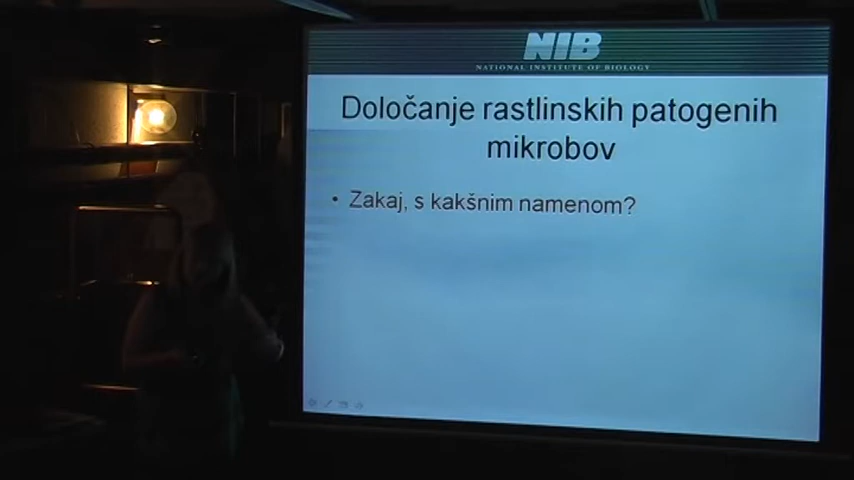 NIB
NATIONAL INSTITUTE OF BIOLOGY
Določanje rastlinskih patogenih
mikrobov
• Zakaj, s kakšnim namenom?